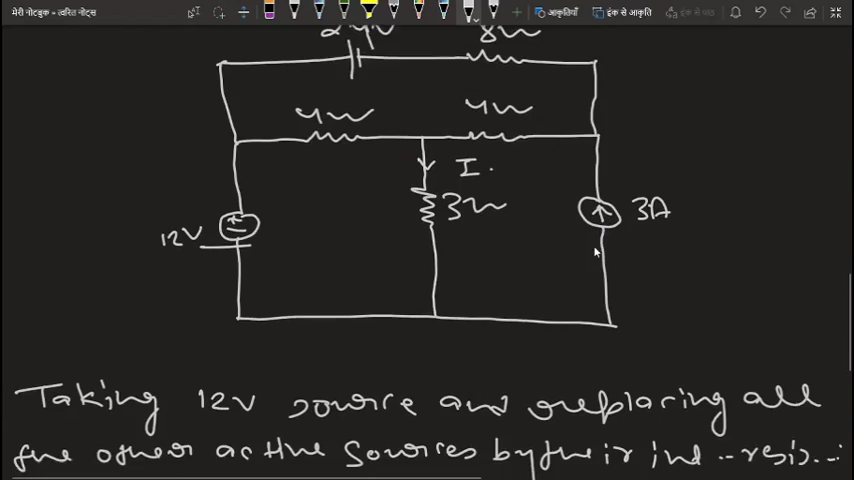 मेरी नोटबुक » त्वरित नोट्स
आकृतियाँ
इंक से आकृति
इंक से पाठ
24V
8Ω
4Ω
4Ω
I
3Ω
12V
3A
Taking 12V source and replacing all
the other active sources by their int -- resis..